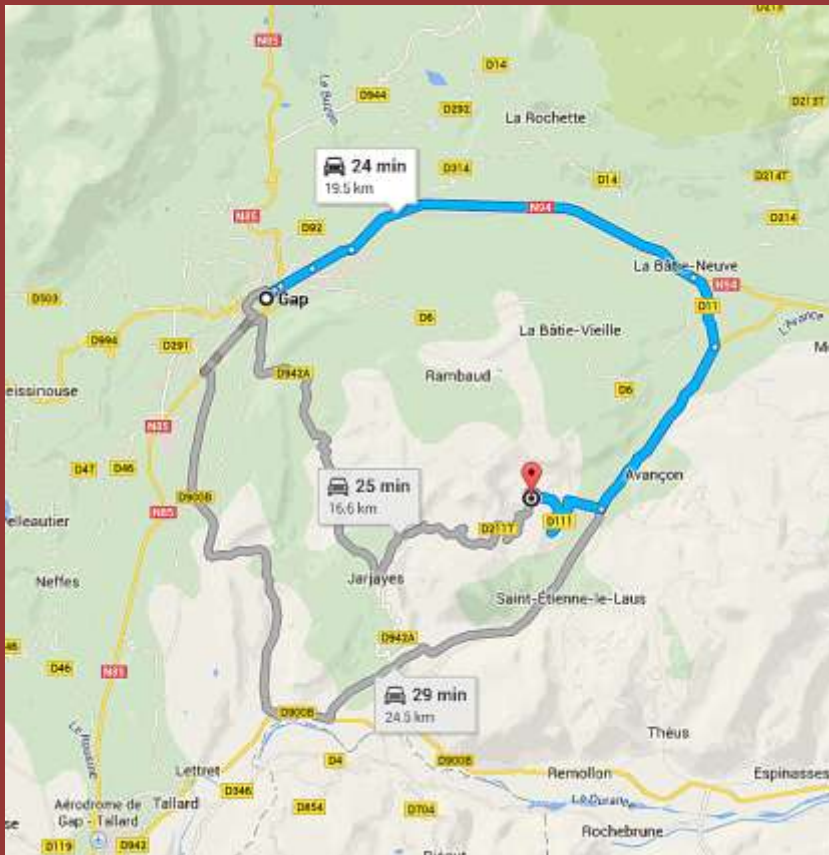 D213
N85
D14
D944
D292
D213T
La Rochette
24 min
19.5 km
D314
D14
D214T
N85
D92
N94
D214
La Bâtie-Neuve
N94
D503
Gap
D11
D6
La Bâtie-Vieille
L'Avance
D994
D291
D942A
Rambaud
D6
eissinouse
N85
D47
D46
Avançon
25 min
16.6 km
D900B
N85
D111
D211T
elleautier
Neffes
Jarjayes
Saint-Étienne-le-Laus
D942A
D46
N85
29 min
24.5 km
D900B
Théus
D4
D900B
Lettret
D346
Remollon
Espinasses
Aérodrome de
Gap - Tallard
Tallard
D854
D704
La Durance
Rochebrune
D119
D942